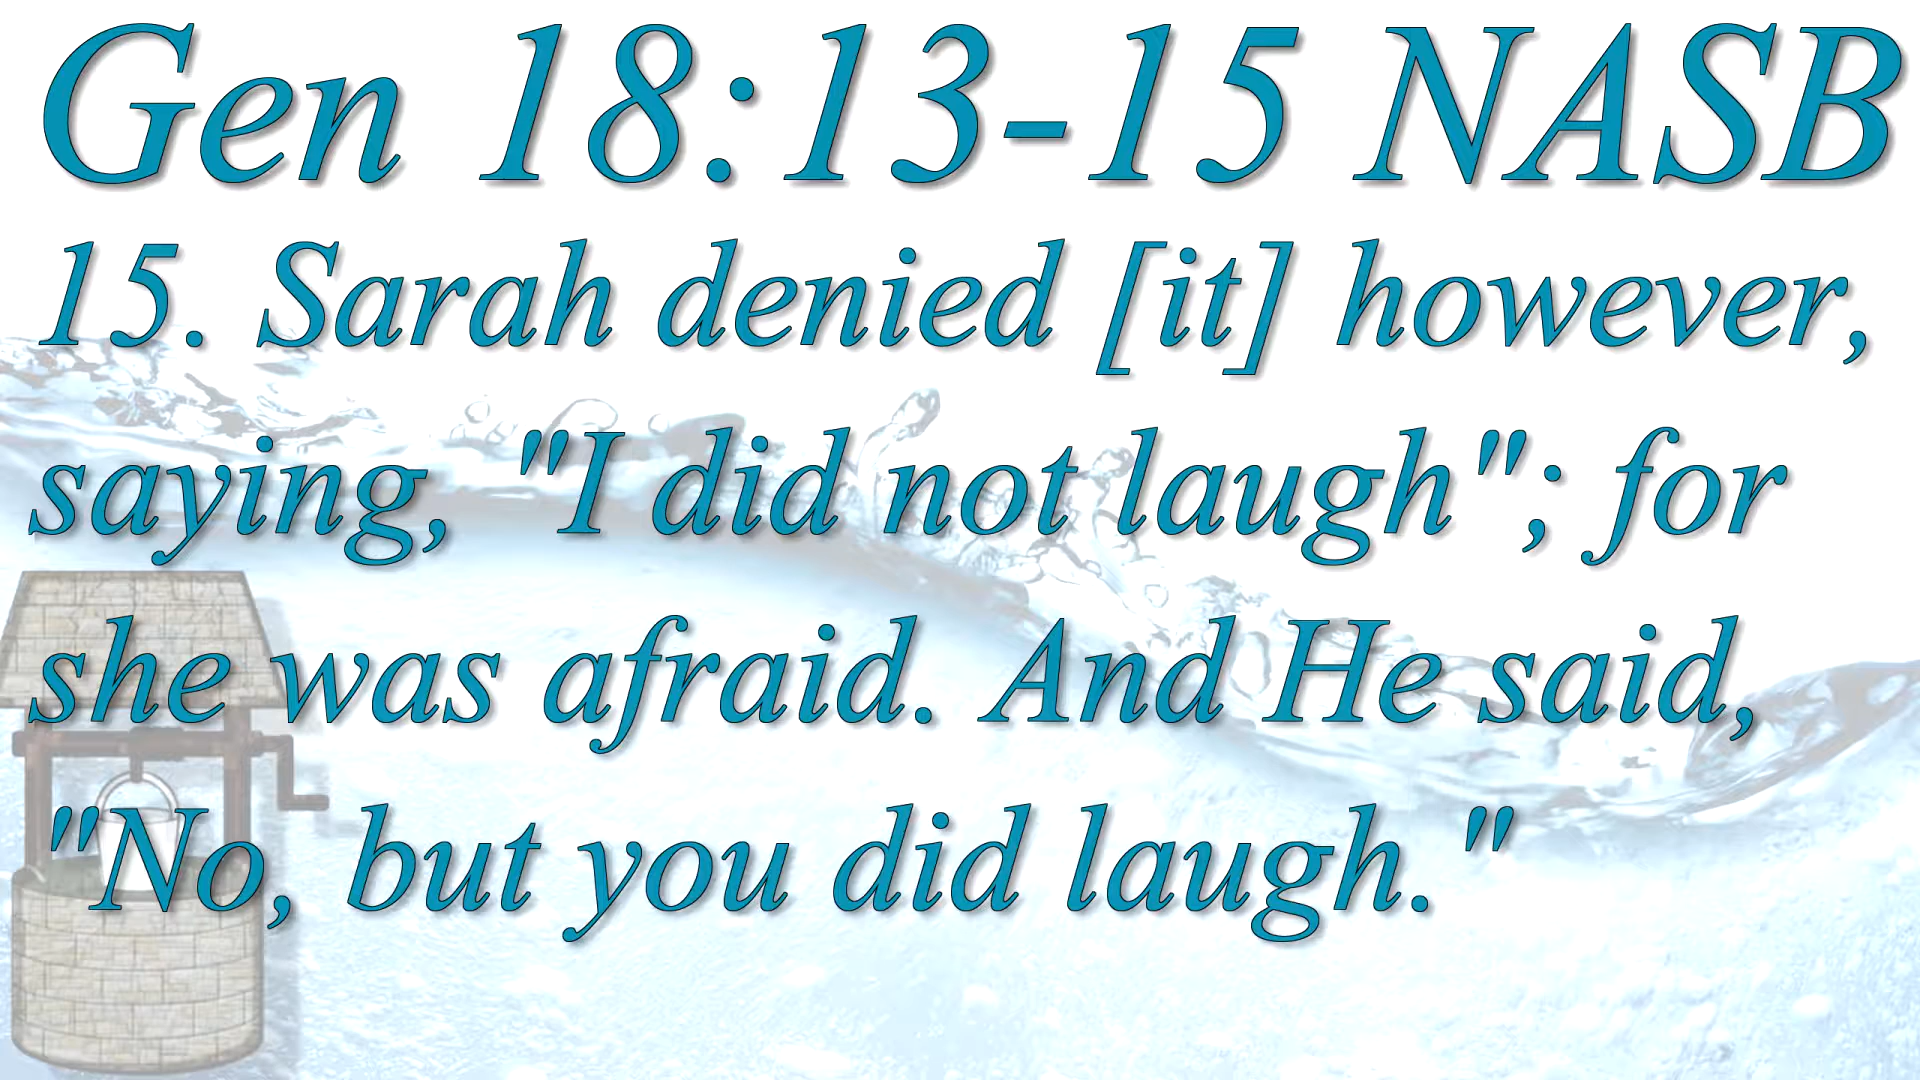 Gen 18:13-15 NASB
15. Sarah denied [it] however,
saying, "I did not laugh"; for
she was afraid. And He said,
"No, but you did laugh."